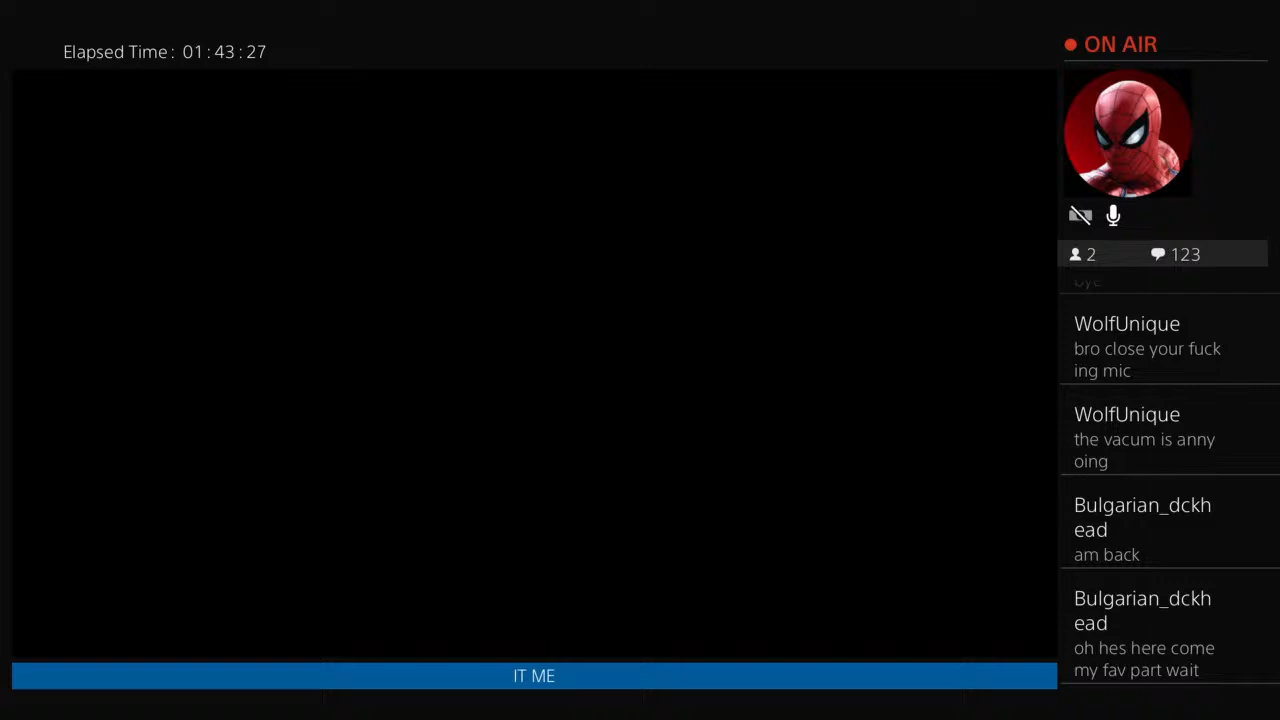 Elapsed Time: 01:43:27
ON AIR
2 123
WolfUnique
bro close your fuck
ing mic
WolfUnique
the vacum is anny
oing
Bulgarian_dckh
ead
am back
Bulgarian_dckh
ead
oh hes here come
my fav part wait
IT ME